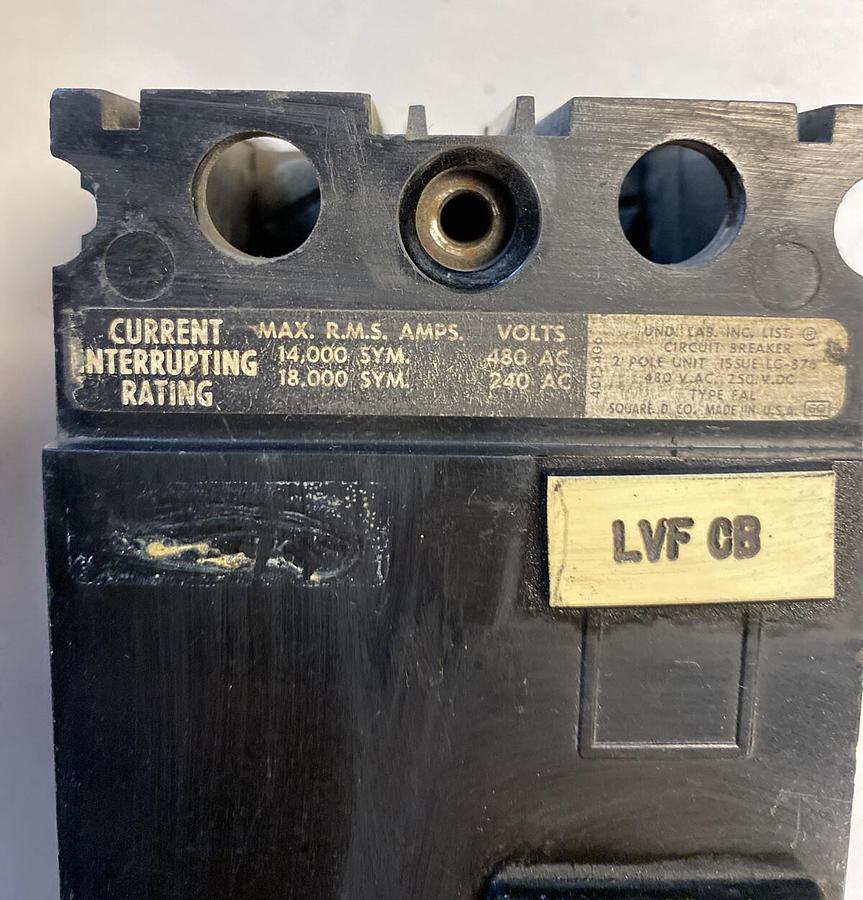 CURRENT
INTERRUPTING
RATING
MAX. R.M.S. AMPS. VOLTS
14,000 SYM. 480 AC
18,000 SYM. 240 AC
UND. LAB. INC. LIST. ®
CIRCUIT BREAKER
2 POLE UNIT ISSUE LC-876
480 V.AC, 250 V.DC
TYPE FAL
SQUARE D CO. MADE IN U.S.A.
LVF CB